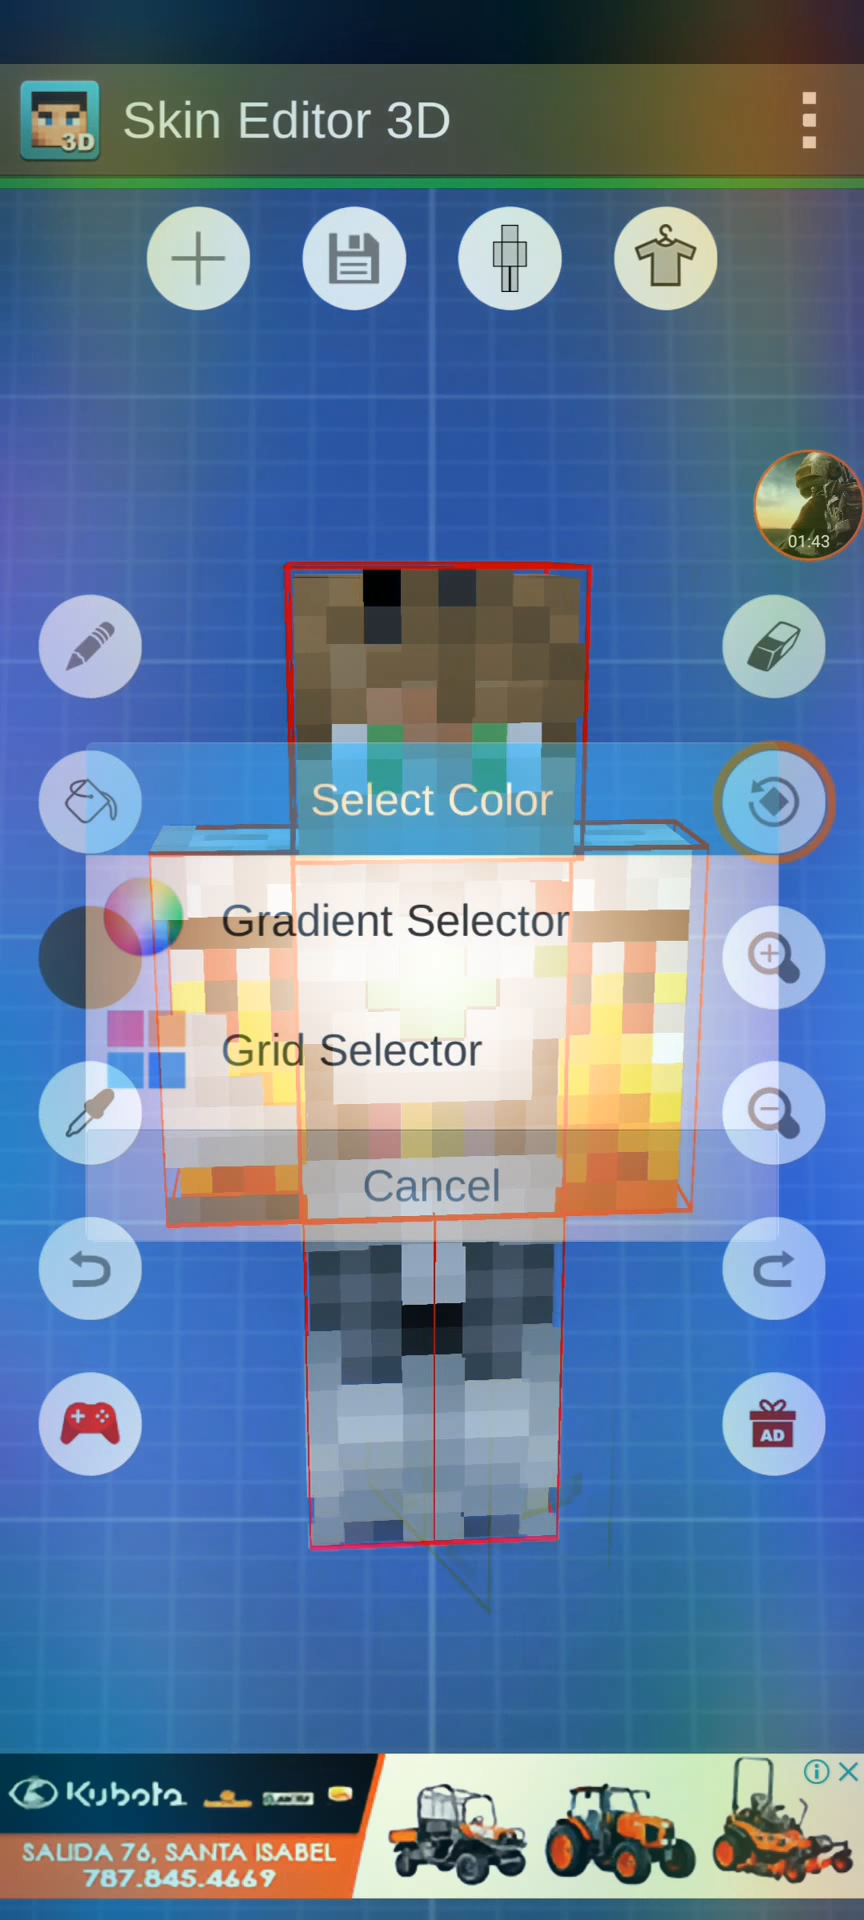 3D
Skin Editor 3D
01:43
Select Color
Gradient Selector
Grid Selector
Cancel
AD
Kubota
SALIDA 76, SANTA ISABEL
787.845.4669